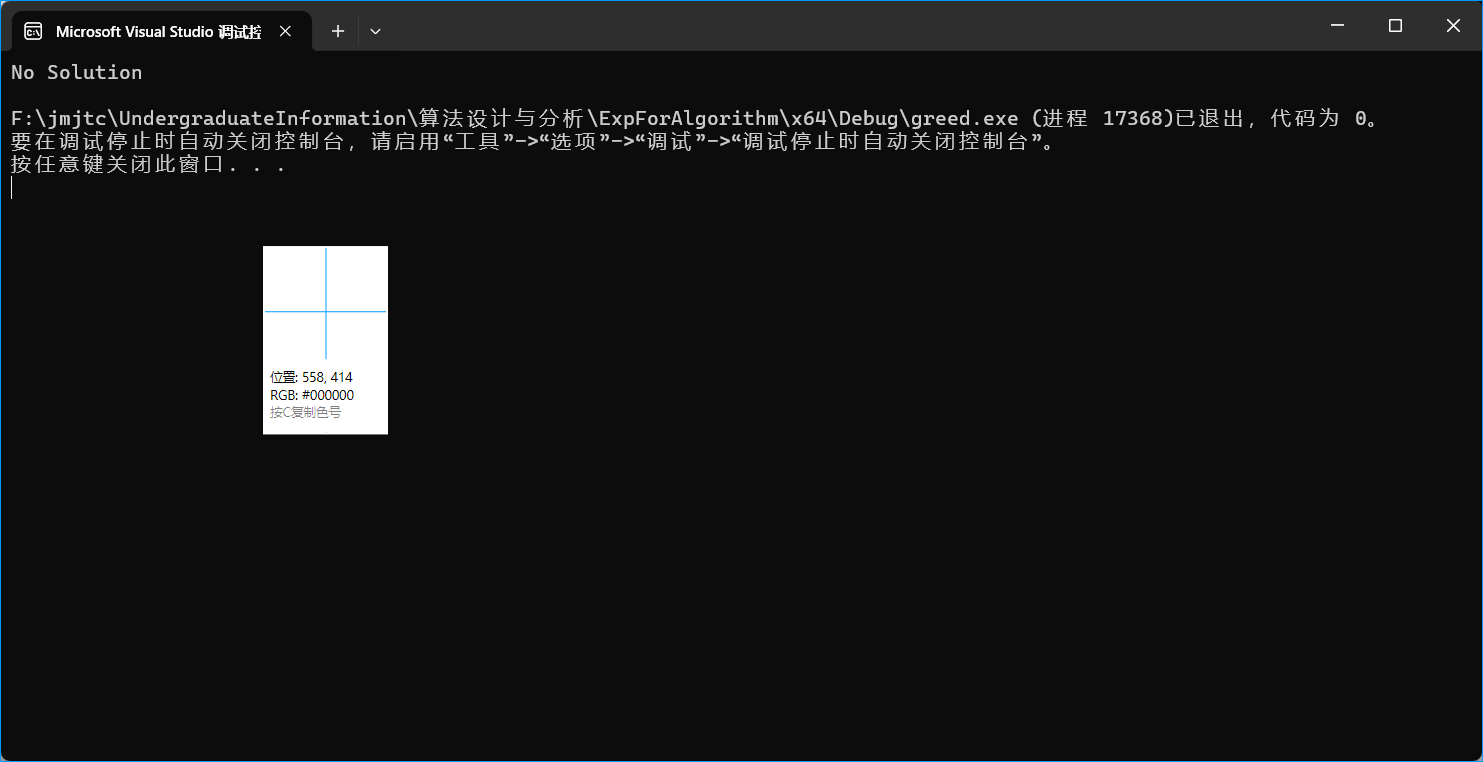 Microsoft Visual Studio 调试控
No Solution
F:\jmjtc\UndergraduateInformation\算法设计与分析\ExpForAlgorithm\x64\Debug\greed.exe (进程 17368)已退出，代码为 0。
要在调试停止时自动关闭控制台，请启用“工具”->“选项”->“调试”->“调试停止时自动关闭控制台”。
按任意键关闭此窗口. . .
位置: 558, 414
RGB: #000000
按C复制色号